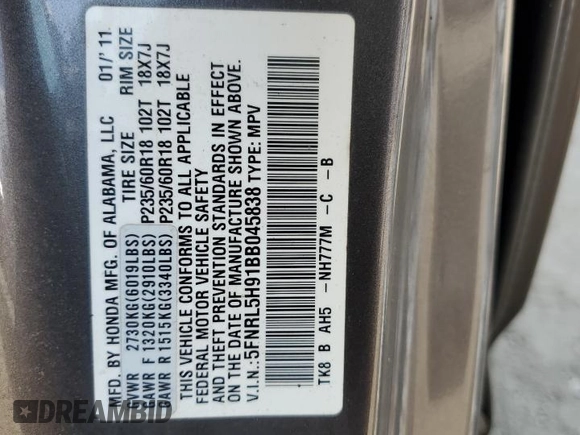 MFD. BY HONDA MFG. OF ALABAMA, LLC 01/'11
GVWR 2730KG(6019LBS) TIRE SIZE RIM SIZE
GAWR F 1320KG(2910LBS) P235/60R18 102T 18X7J
GAWR R 1515KG(3340LBS) P235/60R18 102T 18X7J
THIS VEHICLE CONFORMS TO ALL APPLICABLE
FEDERAL MOTOR VEHICLE SAFETY
AND THEFT PREVENTION STANDARDS IN EFFECT
ON THE DATE OF MANUFACTURE SHOWN ABOVE.
V.I.N.:5FNRL5H91BB045838 TYPE: MPV
TK8 B AH5 -NH777M -C -B
DREAMBID